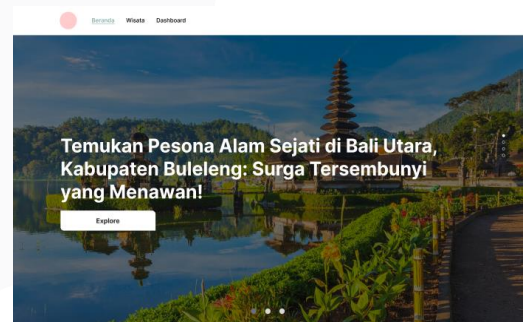 Beranda Wisata Dashboard
Temukan Pesona Alam Sejati di Bali Utara,
Kabupaten Buleleng: Surga Tersembunyi
yang Menawan!
Explore